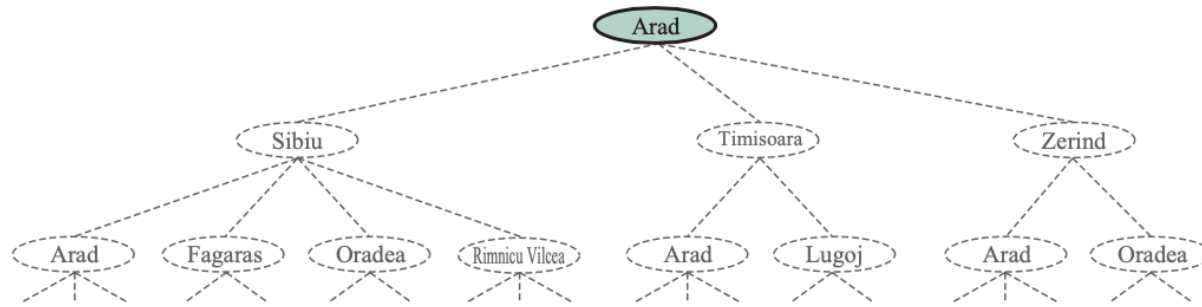 Arad
Sibiu Timisoara Zerind
Arad Fagaras Oradea Rimnicu Vilcea Arad Lugoj Arad Oradea